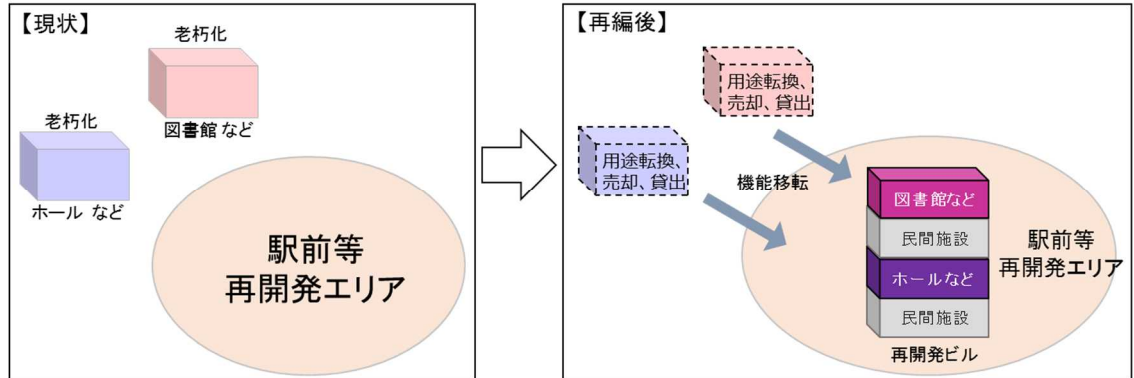 【現状】
老朽化
図書館 など
老朽化
ホール など
駅前等
再開発エリア
【再編後】
用途転換、
売却、貸出
用途転換、
売却、貸出
機能移転
図書館など
民間施設
ホールなど
民間施設
再開発ビル
駅前等
再開発エリア